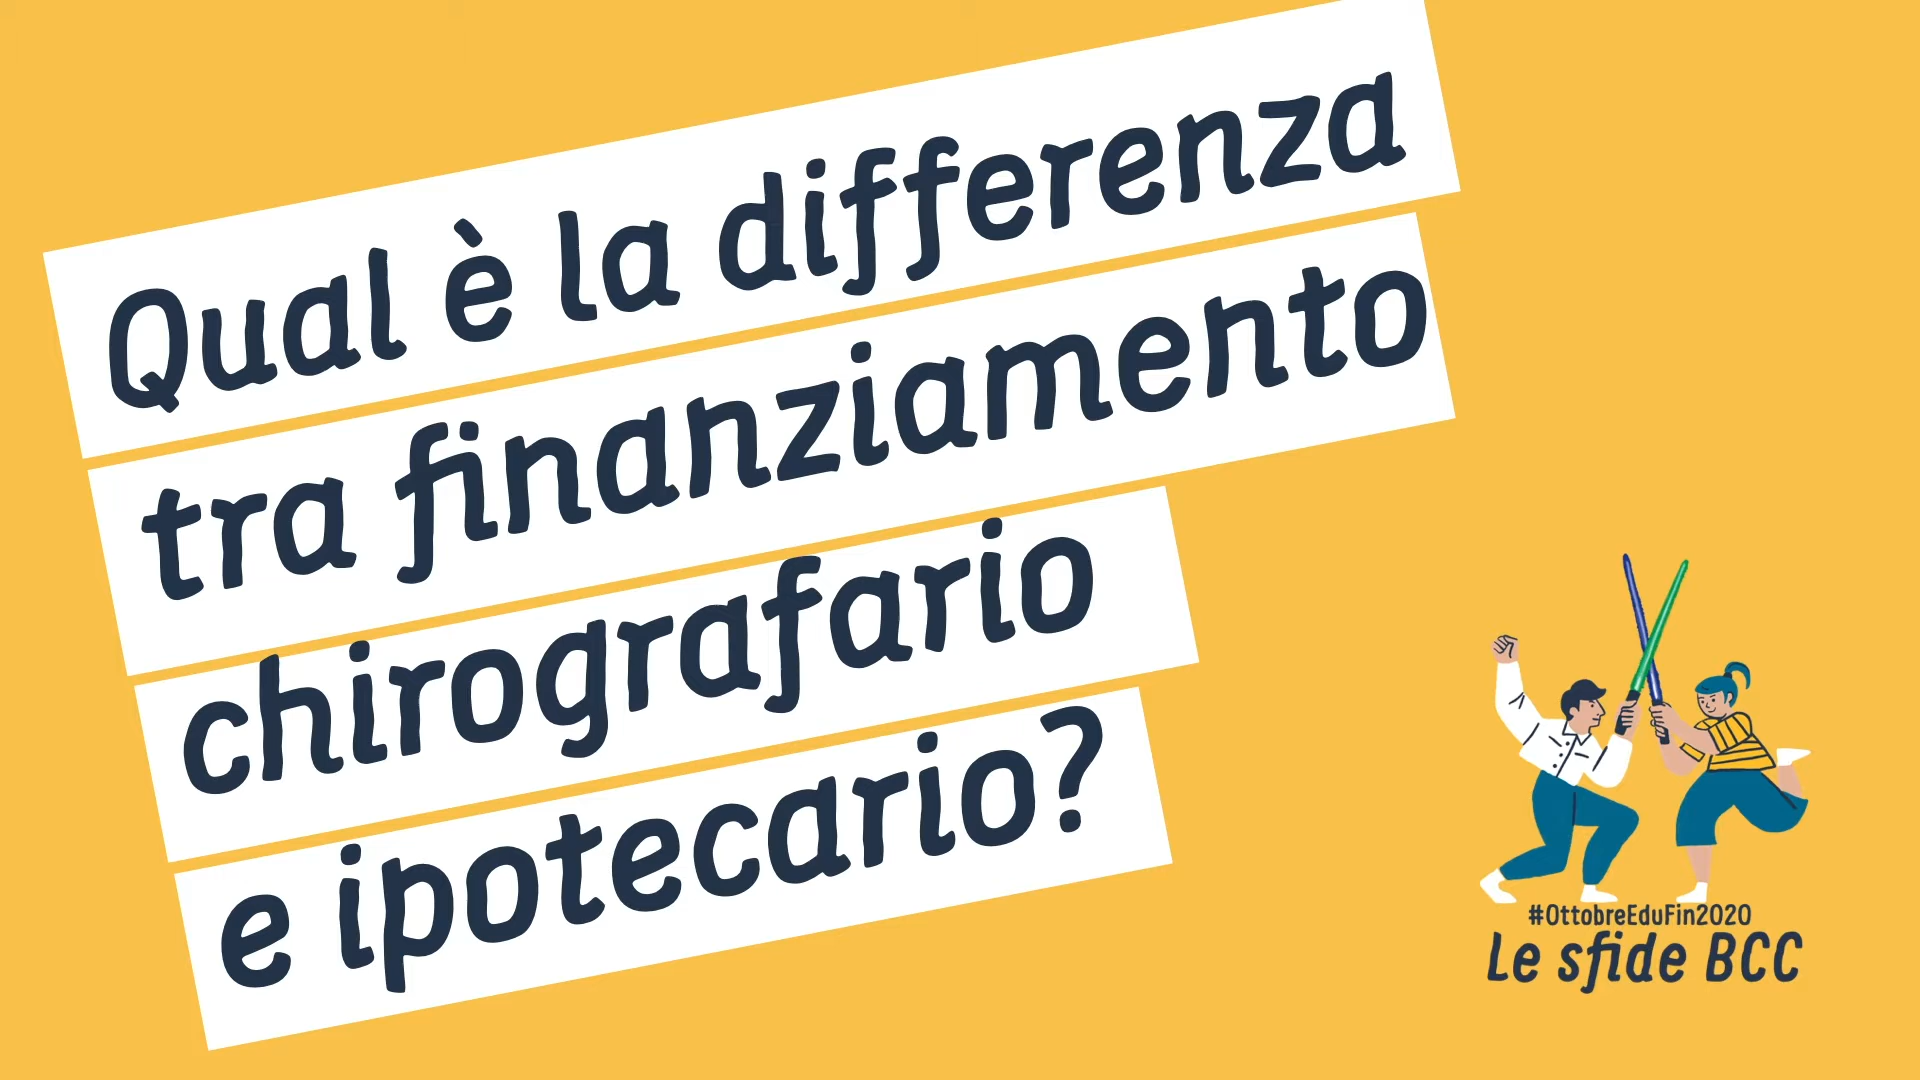 Qual è la differenza
tra finanziamento
chirografario
e ipotecario?
#OttobreEduFin2020
Le sfide BCC